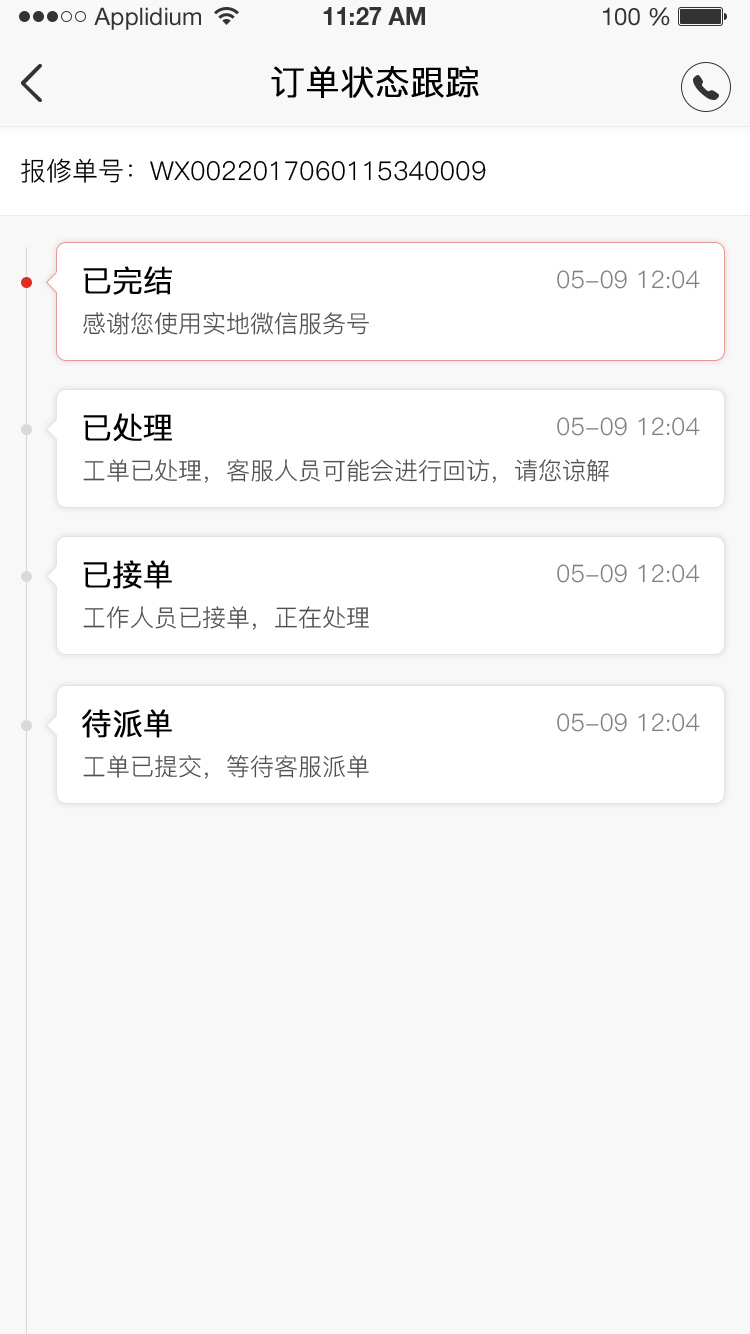 Applidium 11:27 AM 100 %
订单状态跟踪
报修单号：WX0022017060115340009
已完结 05-09 12:04
感谢您使用实地微信服务号
已处理 05-09 12:04
工单已处理，客服人员可能会进行回访，请您谅解
已接单 05-09 12:04
工作人员已接单，正在处理
待派单 05-09 12:04
工单已提交，等待客服派单